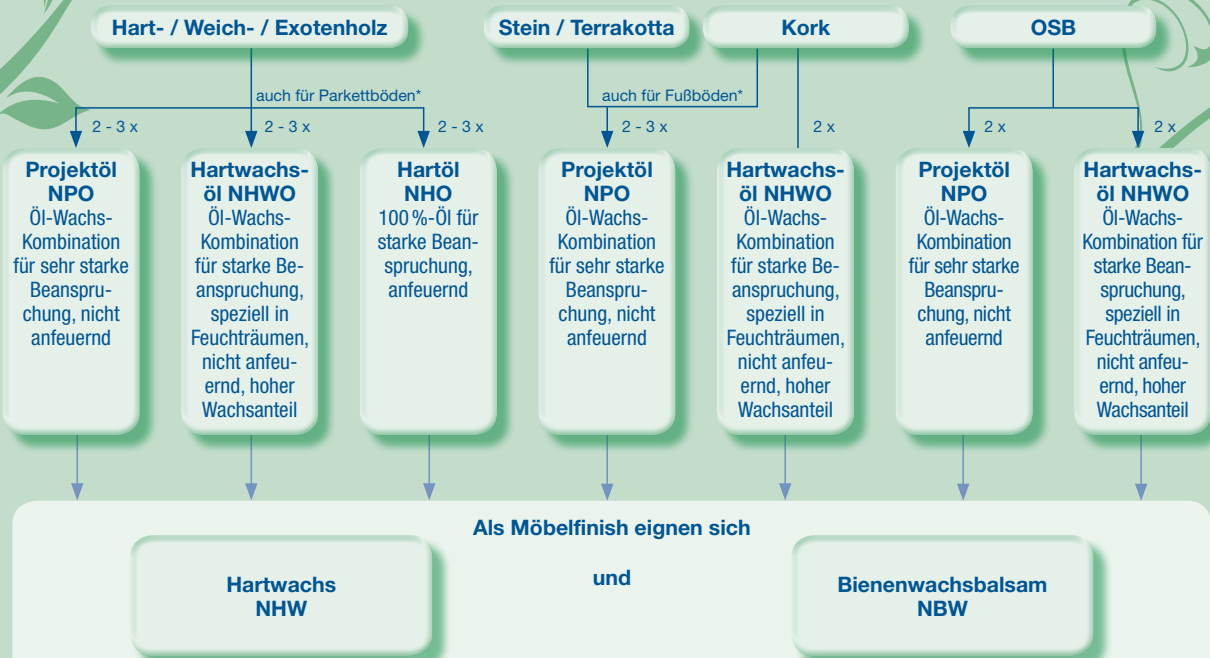 Hart- / Weich- / Exotenholz
Stein / Terrakotta
Kork
OSB
auch für Parkettböden*
auch für Fußböden*
2 - 3 x
2 - 3 x
2 - 3 x
2 - 3 x
2 x
2 x
2 x
Projektöl
NPO
Öl-Wachs-
Kombination
für sehr starke
Beanspru-
chung, nicht
anfeuernd
Hartwachs-
öl NHWO
Öl-Wachs-
Kombination
für starke Be-
anspruchung,
speziell in
Feuchträumen,
nicht anfeu-
ernd, hoher
Wachsanteil
Hartöl
NHO
100 %-Öl für
starke Bean-
spruchung,
anfeuernd
Projektöl
NPO
Öl-Wachs-
Kombination
für sehr starke
Beanspru-
chung, nicht
anfeuernd
Hartwachs-
öl NHWO
Öl-Wachs-
Kombination
für starke Be-
anspruchung,
speziell in
Feuchträumen,
nicht anfeu-
ernd, hoher
Wachsanteil
Projektöl
NPO
Öl-Wachs-
Kombination
für sehr starke
Beanspru-
chung, nicht
anfeuernd
Hartwachs-
öl NHWO
Öl-Wachs-
Kombination für
starke Bean-
spruchung,
speziell in
Feuchträumen,
nicht anfeu-
ernd, hoher
Wachsanteil
Als Möbelfinish eignen sich
Hartwachs
NHW
und
Bienenwachsbalsam
NBW